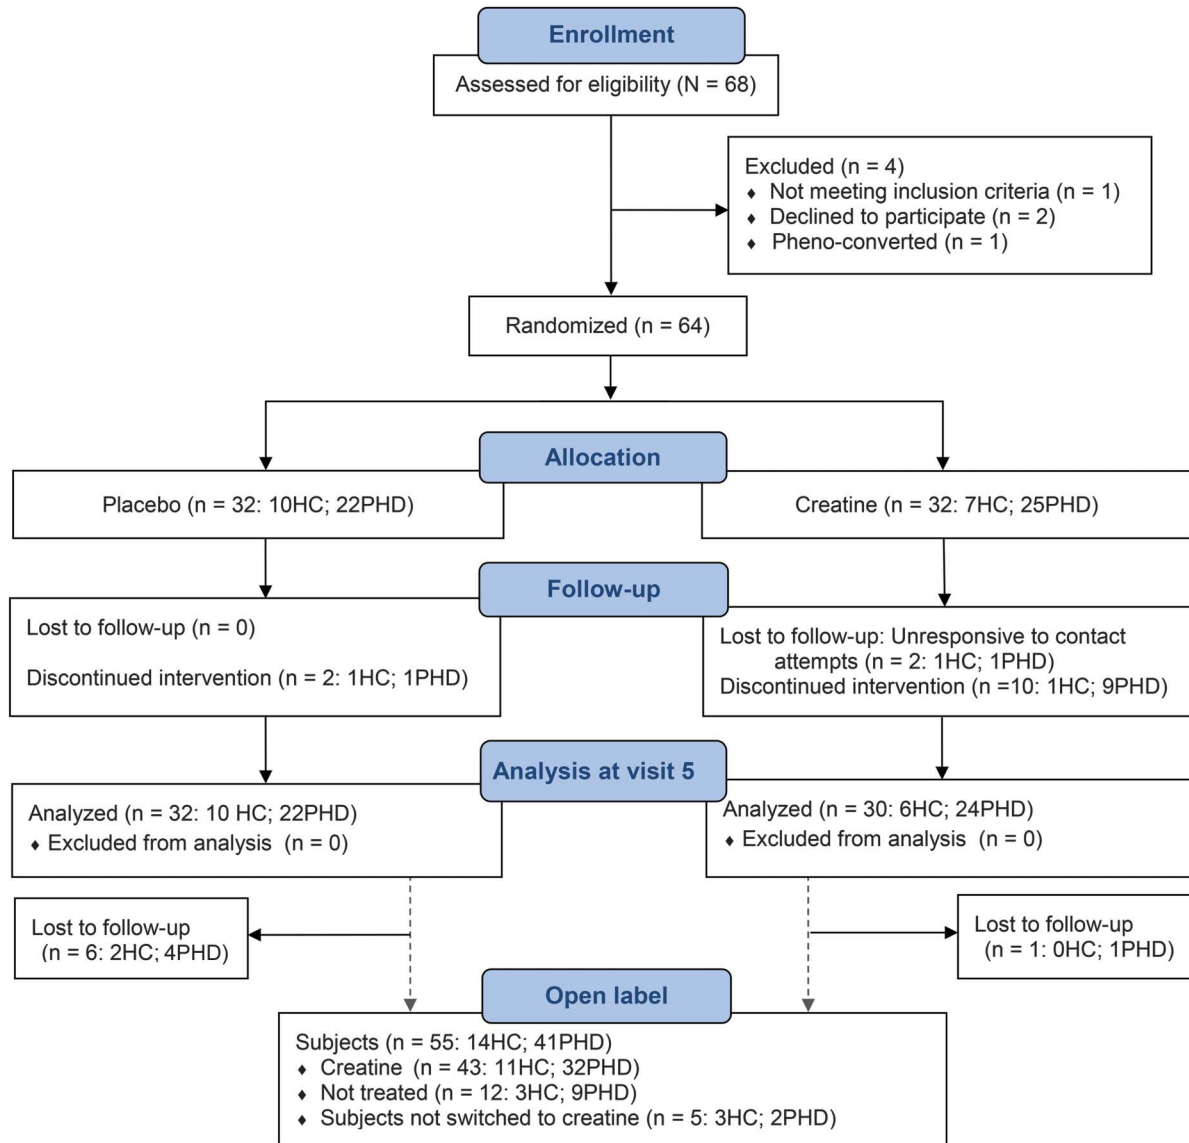 Enrollment
Assessed for eligibility (N = 68)
Excluded (n = 4)
♦ Not meeting inclusion criteria (n = 1)
♦ Declined to participate (n = 2)
♦ Pheno-converted (n = 1)
Randomized (n = 64)
Allocation
Placebo (n = 32: 10HC; 22PHD)
Creatine (n = 32: 7HC; 25PHD)
Follow-up
Lost to follow-up (n = 0)
Discontinued intervention (n = 2: 1HC; 1PHD)
Lost to follow-up: Unresponsive to contact
attempts (n = 2: 1HC; 1PHD)
Discontinued intervention (n =10: 1HC; 9PHD)
Analysis at visit 5
Analyzed (n = 32: 10 HC; 22PHD)
♦ Excluded from analysis (n = 0)
Analyzed (n = 30: 6HC; 24PHD)
♦ Excluded from analysis (n = 0)
Lost to follow-up
(n = 6: 2HC; 4PHD)
Lost to follow-up
(n = 1: 0HC; 1PHD)
Open label
Subjects (n = 55: 14HC; 41PHD)
♦ Creatine (n = 43: 11HC; 32PHD)
♦ Not treated (n = 12: 3HC; 9PHD)
♦ Subjects not switched to creatine (n = 5: 3HC; 2PHD)